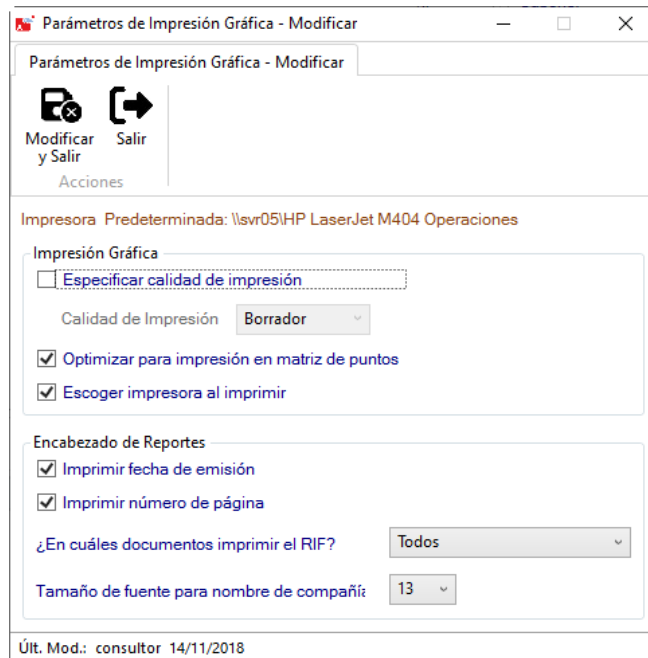 Parámetros de Impresión Gráfica - Modificar
Parámetros de Impresión Gráfica - Modificar
Modificar y Salir
Salir
Acciones
Impresora Predeterminada: \\svr05\HP LaserJet M404 Operaciones
Impresión Gráfica
Especificar calidad de impresión
Calidad de Impresión Borrador
Optimizar para impresión en matriz de puntos
Escoger impresora al imprimir
Encabezado de Reportes
Imprimir fecha de emisión
Imprimir número de página
¿En cuáles documentos imprimir el RIF? Todos
Tamaño de fuente para nombre de compañía 13
Últ. Mod.: consultor 14/11/2018